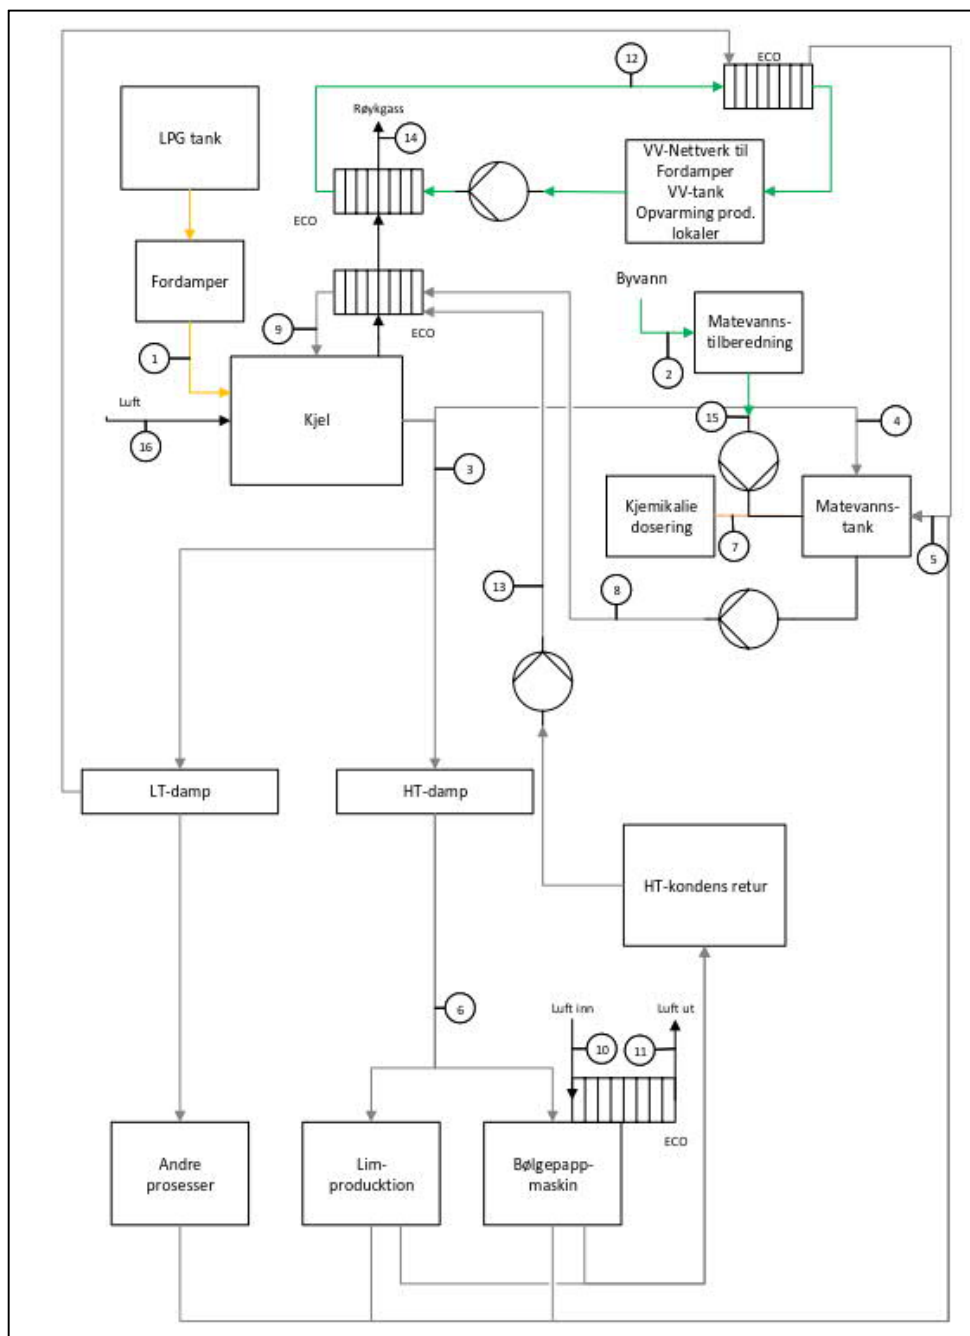 ECO
12
Røykgass
14
LPG tank
VV-Nettverk til
Fordamper
VV-tank
Opvarming prod.
lokaler
ECO
Fordamper
Byvann
Matevanns-
tilberedning
9
ECO
1
2
Luft
Kjel
16
15
4
3
Kjemikalie
dosering
Matevanns-
tank
7
5
13
8
LT-damp
HT-damp
HT-kondens retur
6
Luft inn
Luft ut
10
11
ECO
Andre
prosesser
Lim-
producktion
Bølgepapp-
maskin